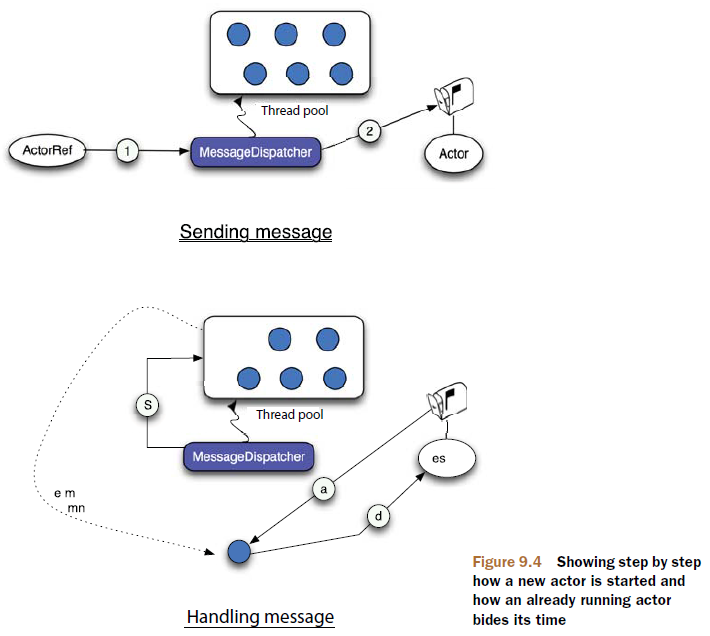 Thread pool
ActorRef
1
MessageDispatcher
2
Actor
Sending message
S
Thread pool
MessageDispatcher
es
a
d
e m
mn
Handling message
Figure 9.4 Showing step by step
how a new actor is started and
how an already running actor
bides its time